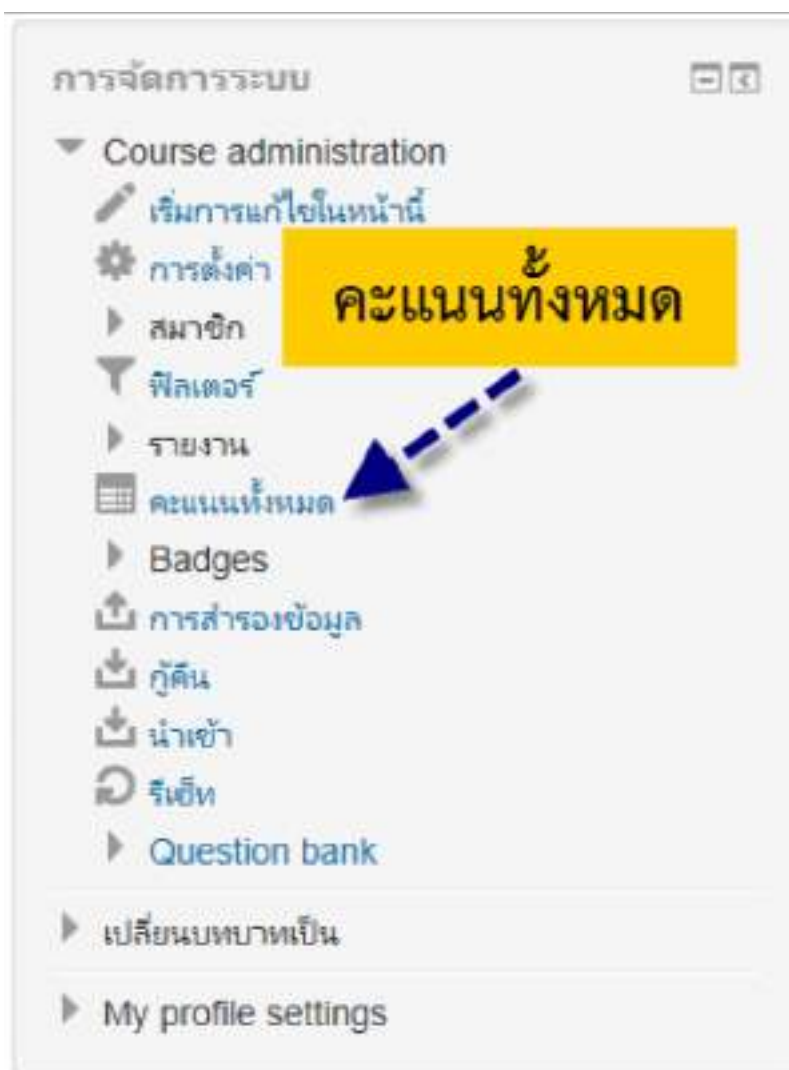 การจัดการระบบ
Course administration
เริ่มการแก้ไขในหน้านี้
การตั้งค่า
คะแนนทั้งหมด
สมาชิก
ฟิลเตอร์
รายงาน
คะแนนทั้งหมด
Badges
การสำรองข้อมูล
กู้คืน
นำเข้า
รีเซ็ท
Question bank
เปลี่ยนบทบาทเป็น
My profile settings